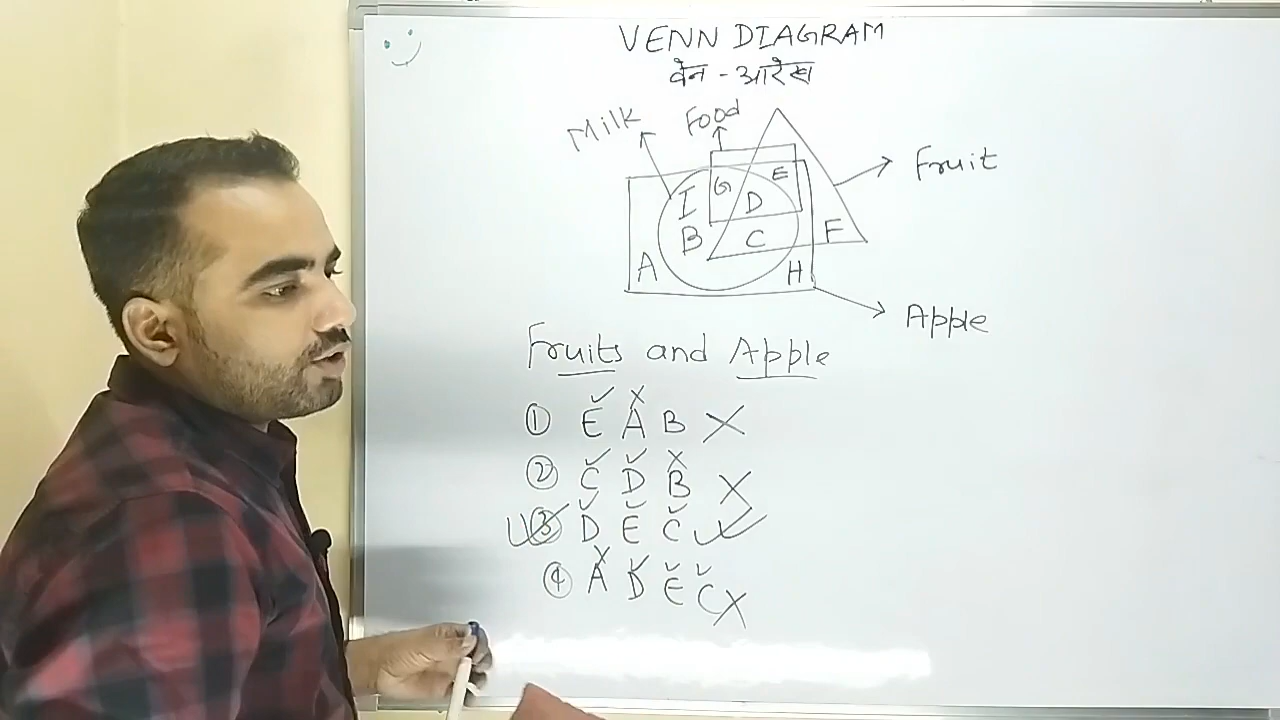 VENN DIAGRAM
वेन - आरेख
Milk
Food
Fruit
G E
I D
B C F
A H
Apple
Fruits and Apple
① E A B
② C D B
③ D E C
④ A D E C